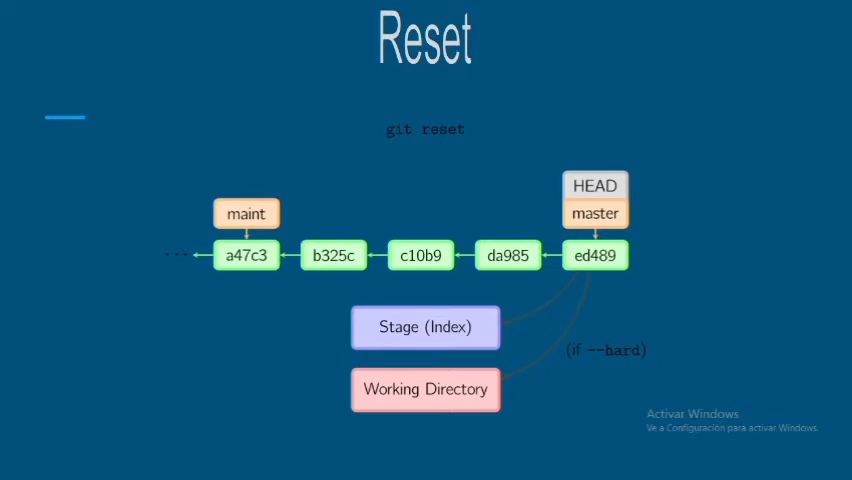 Reset
git reset
HEAD
maint
master
... a47c3 b325c c10b9 da985 ed489
Stage (Index)
(if --hard)
Working Directory
Activar Windows
Ve a Configuración para activar Windows.